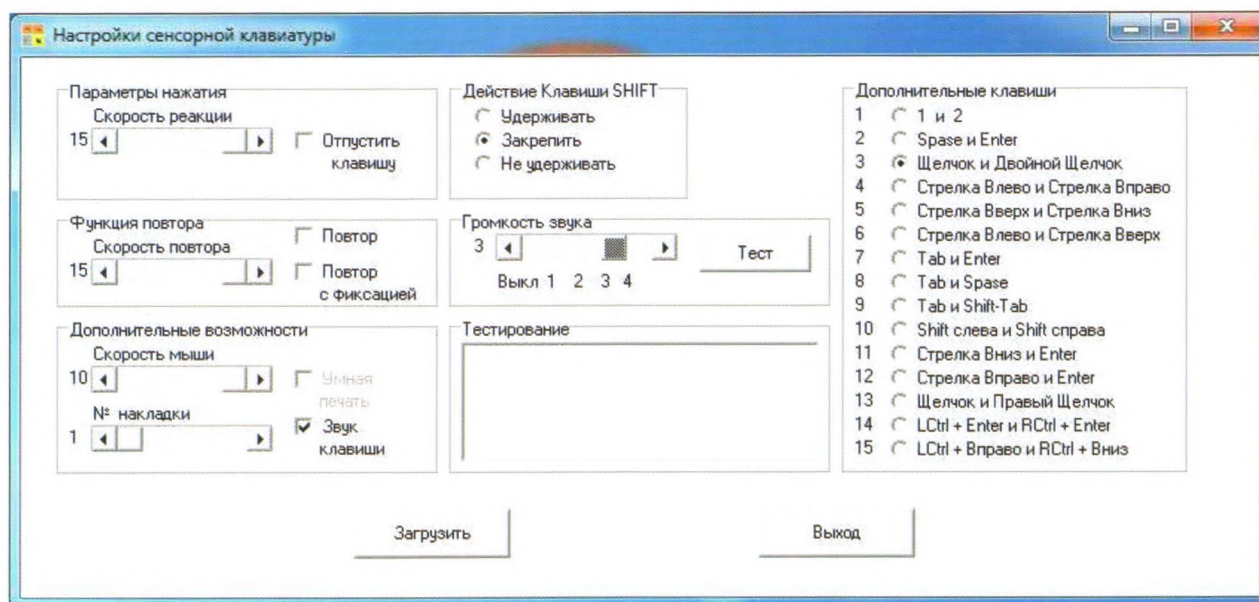 Настройки сенсорной клавиатуры
Параметры нажатия
Скорость реакции
15
Отпустить
клавишу
Функция повтора
Скорость повтора
15
Повтор
Повтор
с фиксацией
Дополнительные возможности
Скорость мыши
10
Умная
печать
№ накладки
1
Звук
клавиши
Действие Клавиши SHIFT
Удерживать
Закрепить
Не удерживать
Громкость звука
3
Тест
Выкл 1 2 3 4
Тестирование
Дополнительные клавиши
1 1 и 2
2 Spase и Enter
3 Щелчок и Двойной Щелчок
4 Стрелка Влево и Стрелка Вправо
5 Стрелка Вверх и Стрелка Вниз
6 Стрелка Влево и Стрелка Вверх
7 Tab и Enter
8 Tab и Spase
9 Tab и Shift-Tab
10 Shift слева и Shift справа
11 Стрелка Вниз и Enter
12 Стрелка Вправо и Enter
13 Щелчок и Правый Щелчок
14 LCtrl + Enter и RCtrl + Enter
15 LCtrl + Вправо и RCtrl + Вниз
Загрузить
Выход